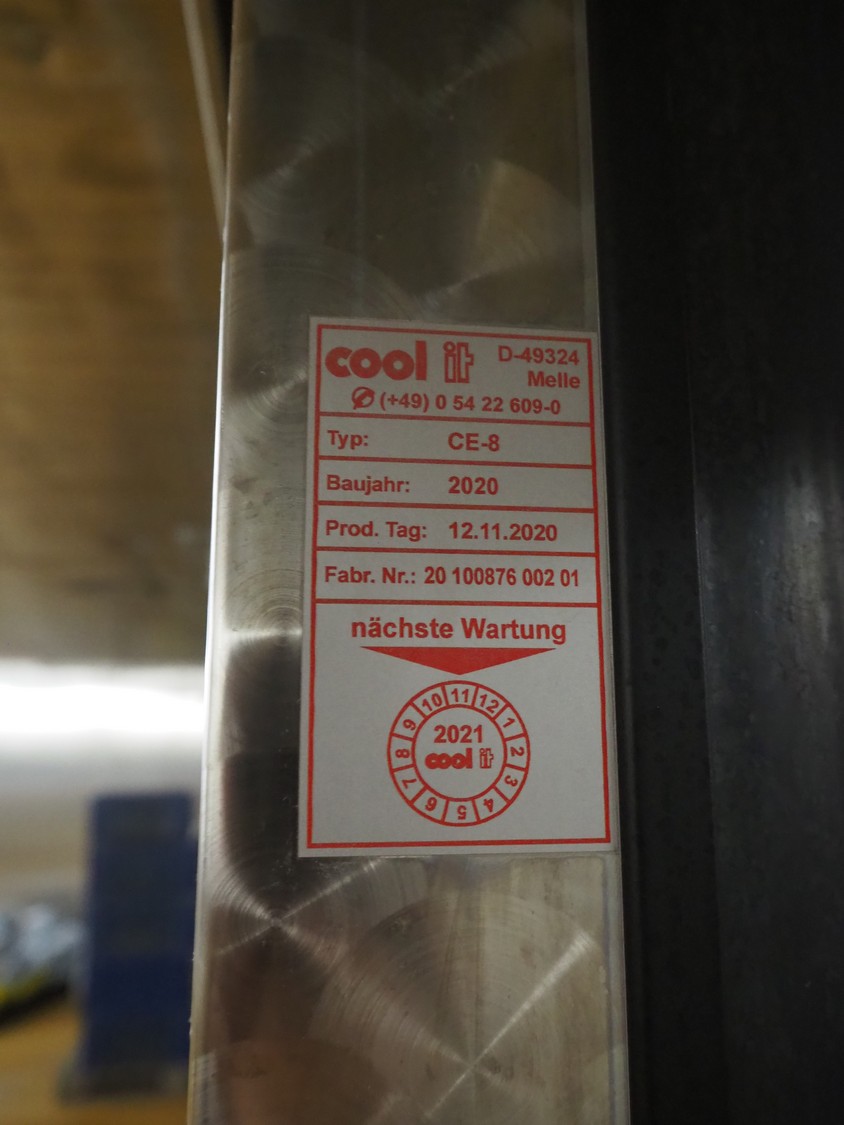 cool it D-49324
Melle
(+49) 0 54 22 609-0
Typ: CE-8
Baujahr: 2020
Prod. Tag: 12.11.2020
Fabr. Nr.: 20 100876 002 01
nächste Wartung
1 2 3 4 5 6 7 8 9 10 11 12
2021
cool it